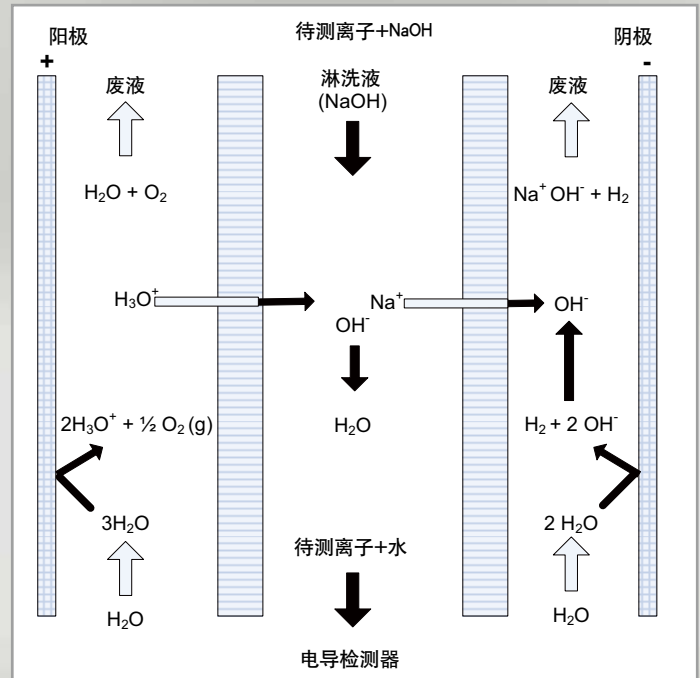 阳极
+
待测离子+NaOH
阴极
-
废液
淋洗液
(NaOH)
废液
H₂O + O₂
Na⁺ OH⁻ + H₂
H₃O⁺
Na⁺
OH⁻
OH⁻
2H₃O⁺ + ½ O₂ (g)
H₂O
H₂ + 2 OH⁻
3H₂O
2 H₂O
待测离子+水
H₂O
H₂O
电导检测器